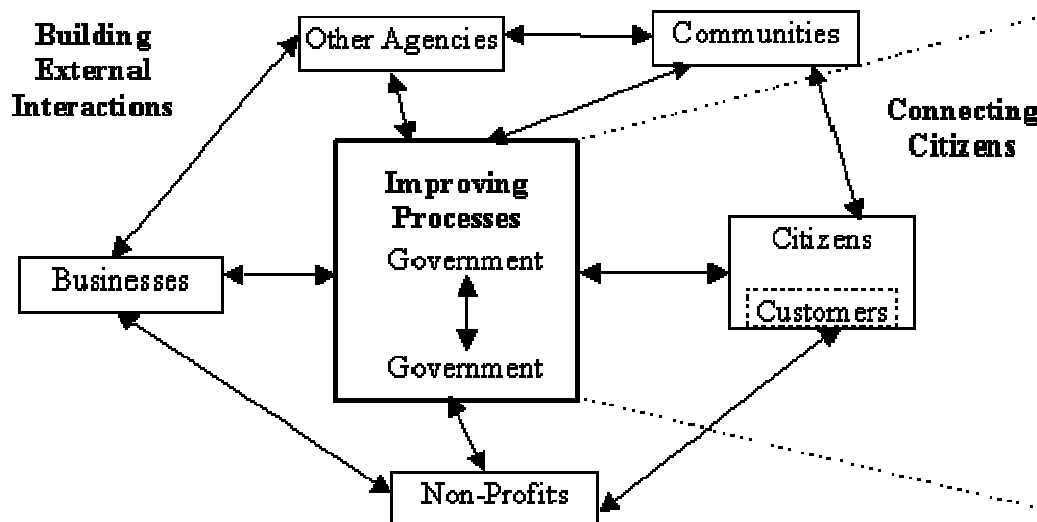 Building
External
Interactions
Other Agencies
Communities
Connecting
Citizens
Improving
Processes
Government
Government
Businesses
Citizens
Customers
Non-Profits